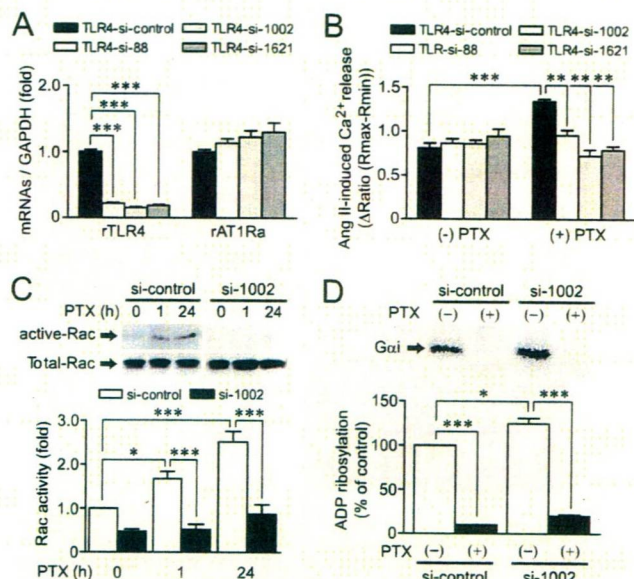 A
TLR4-si-control TLR4-si-1002
TLR4-si-88 TLR4-si-1621
mRNAs / GAPDH (fold)
2.0
1.0
0
***
***
***
rTLR4 rAT1Ra
B
TLR4-si-control TLR4-si-1002
TLR-si-88 TLR4-si-1621
Ang II-induced Ca2+ release
(ΔRatio (Rmax-Rmin))
1.5
1.0
0.5
0
*** ** ** **
(-) PTX (+) PTX
C
si-control si-1002
PTX (h) 0 1 24 0 1 24
active-Rac
Total-Rac
si-control si-1002
Rac activity (fold)
3.0
2.0
1.0
0
*** ***
* ***
PTX (h) 0 1 24
D
si-control si-1002
PTX (−) (+) (−) (+)
Gαi
ADP ribosylation
(% of control)
150
100
50
0
*
*** ***
PTX (−) (+) (−) (+)
si-control si-1002